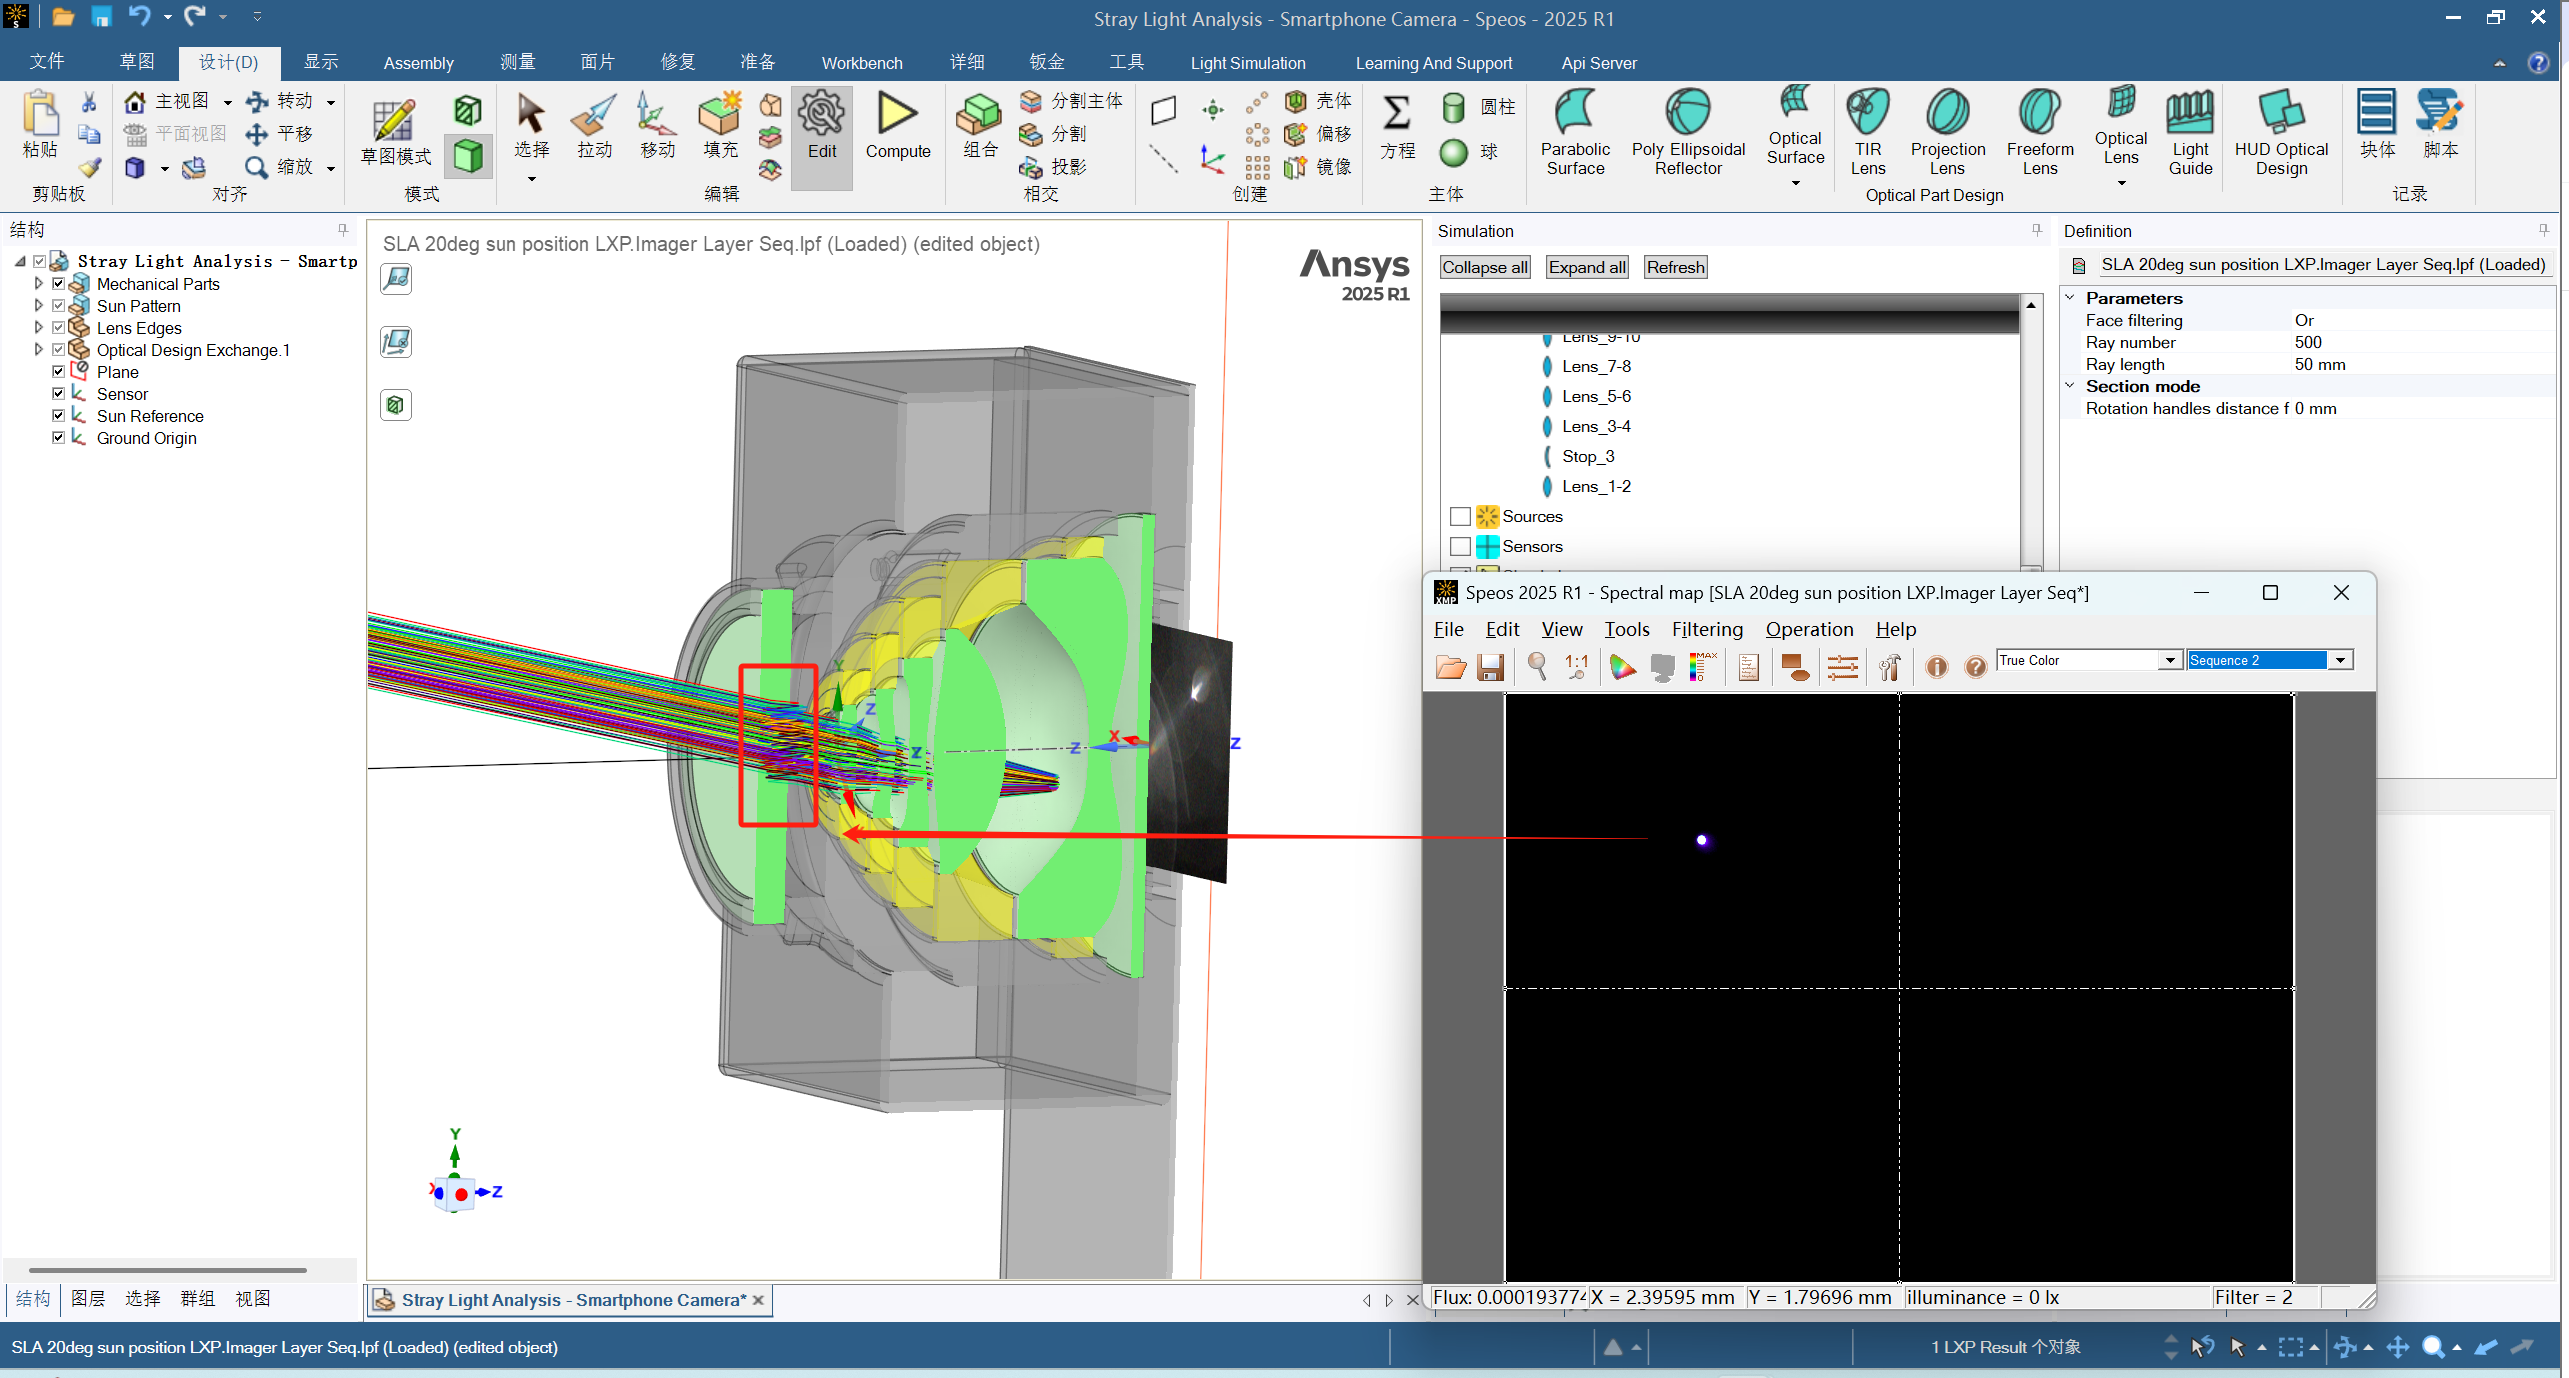 Stray Light Analysis - Smartphone Camera - Speos - 2025 R1
文件 草图 设计(D) 显示 Assembly 测量 面片 修复 准备 Workbench 详细 钣金 工具 Light Simulation Learning And Support Api Server
粘贴
剪贴板
主视图 转动
平面视图 平移
缩放
对齐
草图模式
模式
选择 拉动 移动 填充 Edit Compute
编辑
组合
分割主体
分割
投影
相交
壳体
偏移
镜像
创建
方程
圆柱
球
主体
Parabolic Surface
Poly Ellipsoidal Reflector
Optical Surface
TIR Lens
Projection Lens
Freeform Lens
Optical Lens
Light Guide
HUD Optical Design
Optical Part Design
块体 脚本
记录
结构
Stray Light Analysis - Smartp
Mechanical Parts
Sun Pattern
Lens Edges
Optical Design Exchange.1
Plane
Sensor
Sun Reference
Ground Origin
结构 图层 选择 群组 视图
SLA 20deg sun position LXP.Imager Layer Seq.lpf (Loaded) (edited object)
Ansys
2025 R1
Y
Z
Z
Z
X
Z
Y
X
Z
Stray Light Analysis - Smartphone Camera*
Simulation
Collapse all Expand all Refresh
Lens_9-10
Lens_7-8
Lens_5-6
Lens_3-4
Stop_3
Lens_1-2
Sources
Sensors
Definition
SLA 20deg sun position LXP.Imager Layer Seq.lpf (Loaded)
Parameters
Face filtering Or
Ray number 500
Ray length 50 mm
Section mode
Rotation handles distance f 0 mm
XMP
Speos 2025 R1 - Spectral map [SLA 20deg sun position LXP.Imager Layer Seq*]
File Edit View Tools Filtering Operation Help
1:1 MAX 0 True Color Sequence 2
Flux: 0.000193774 X = 2.39595 mm Y = 1.79696 mm illuminance = 0 lx Filter = 2
SLA 20deg sun position LXP.Imager Layer Seq.lpf (Loaded) (edited object)
1 LXP Result 个对象